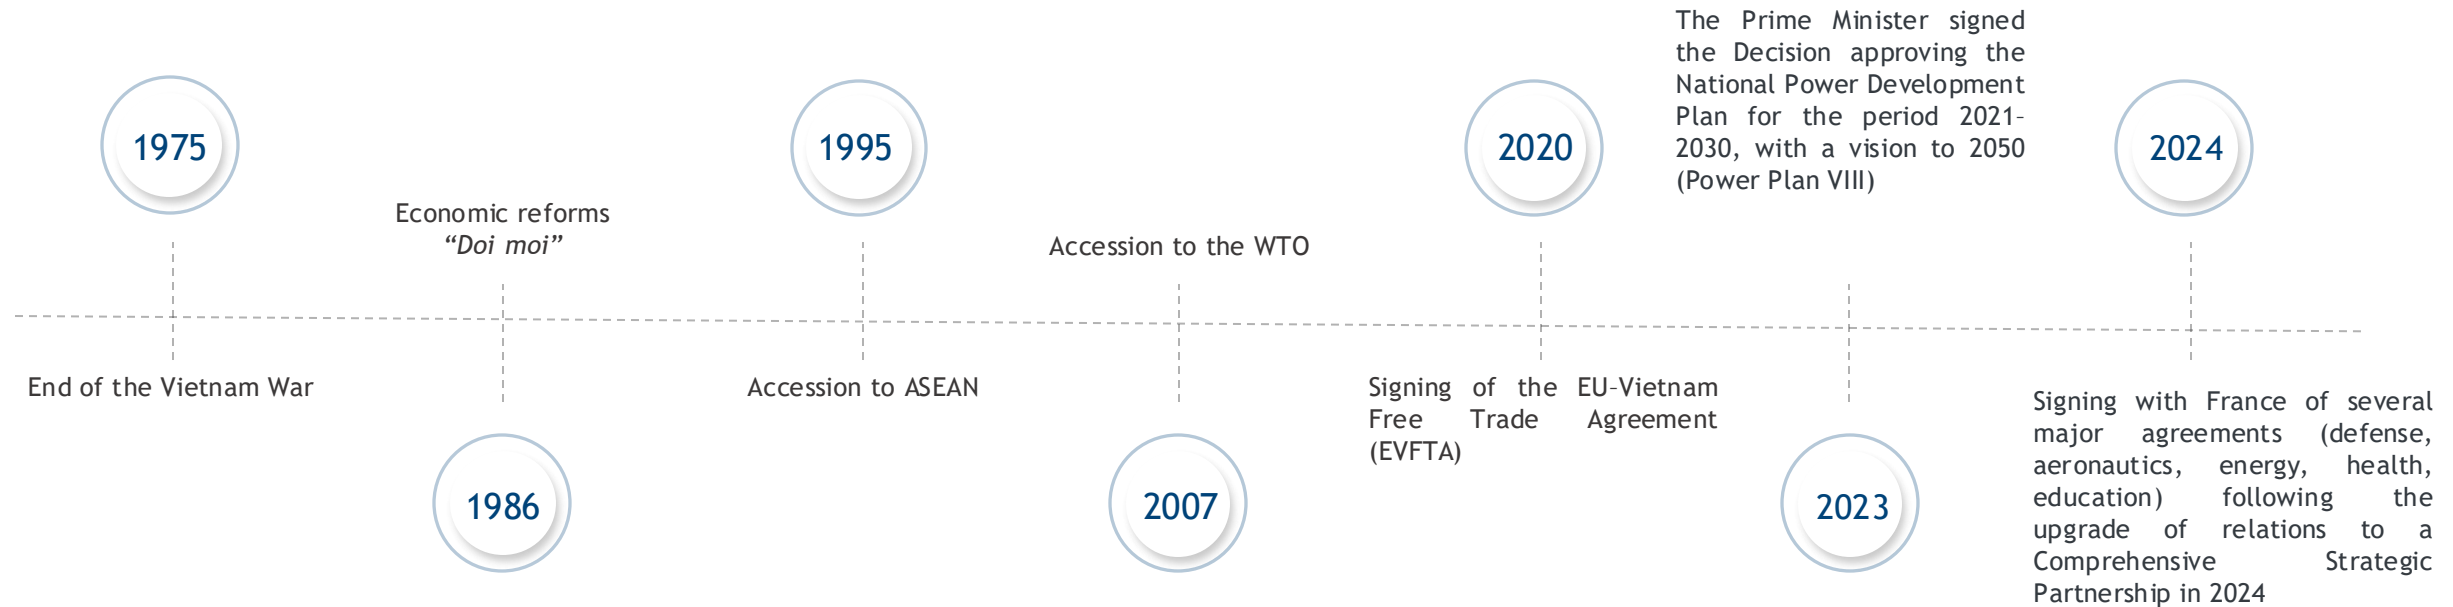 1975
End of the Vietnam War
Economic reforms
“Doi moi”
1986
1995
Accession to ASEAN
Accession to the WTO
2007
2020
Signing of the EU–Vietnam
Free Trade Agreement
(EVFTA)
The Prime Minister signed
the Decision approving the
National Power Development
Plan for the period 2021–
2030, with a vision to 2050
(Power Plan VIII)
2023
2024
Signing with France of several
major agreements (defense,
aeronautics, energy, health,
education) following the
upgrade of relations to a
Comprehensive Strategic
Partnership in 2024